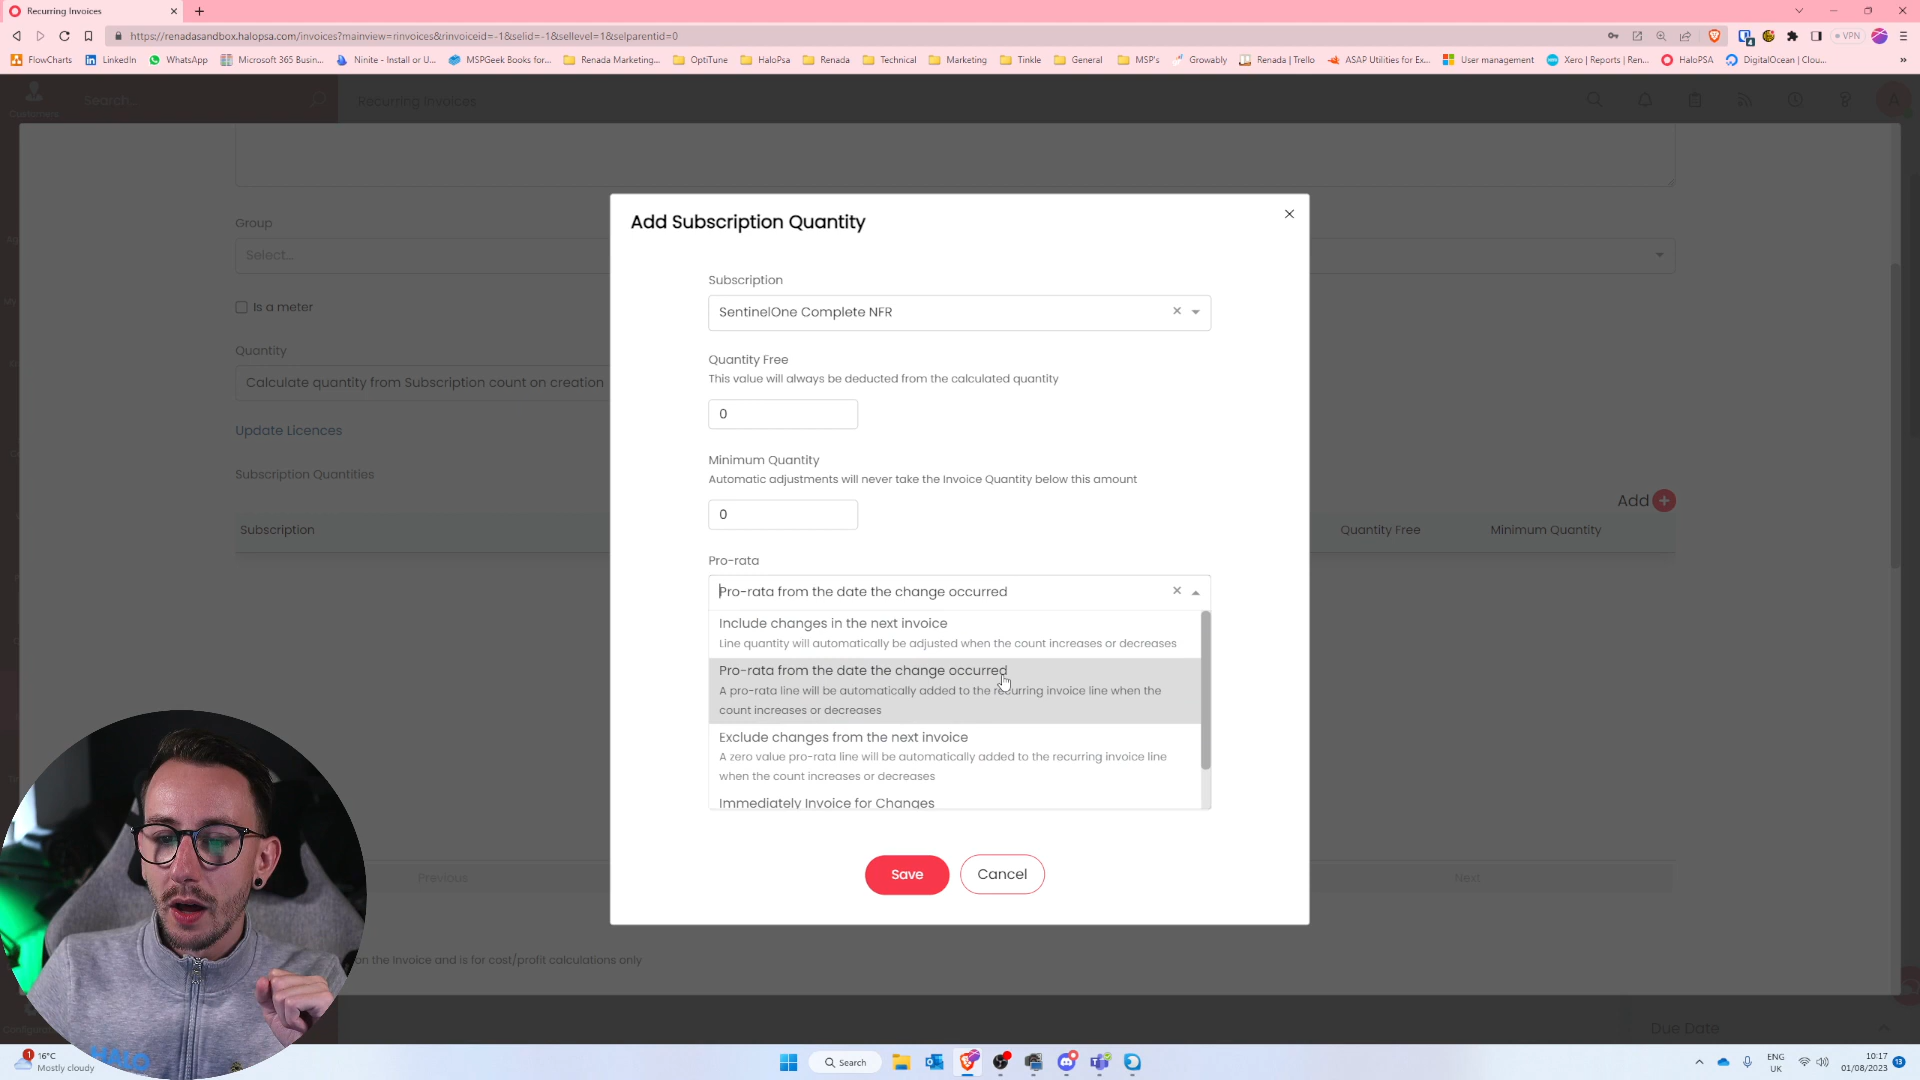 Recurring Invoices
https://renadasandbox.halopsa.com/invoices?mainview=rinvoices&rinvoiceid=-1&selid=-1&sellevel=1&selparentid=0
VPN
FlowCharts LinkedIn WhatsApp Microsoft 365 Busin... Ninite - Install or U... MSPGeek Books for... Renada Marketing... OptiTune HaloPsa Renada Technical Marketing Tinkle General MSP's Growably Renada | Trello ASAP Utilities for Ex... User management Xero | Reports | Ren... HaloPSA DigitalOcean | Clou... »
Customers
Search...
Recurring Invoices
A
Group
Select...
Is a meter
Quantity
Calculate quantity from Subscription count on creation
Update Licences
Subscription Quantities
Add
Subscription
Quantity Free
Minimum Quantity
Previous
Next
on the Invoice and is for cost/profit calculations only
Due Date
Add Subscription Quantity
Subscription
SentinelOne Complete NFR
Quantity Free
This value will always be deducted from the calculated quantity
0
Minimum Quantity
Automatic adjustments will never take the Invoice Quantity below this amount
0
Pro-rata
Pro-rata from the date the change occurred
Include changes in the next invoice
Line quantity will automatically be adjusted when the count increases or decreases
Pro-rata from the date the change occurred
A pro-rata line will be automatically added to the recurring invoice line when the
count increases or decreases
Exclude changes from the next invoice
A zero value pro-rata line will be automatically added to the recurring invoice line
when the count increases or decreases
Immediately Invoice for Changes
Save
Cancel
HALO
1
16°C
Mostly cloudy
Search
ENG
UK
10:17
01/08/2023
13